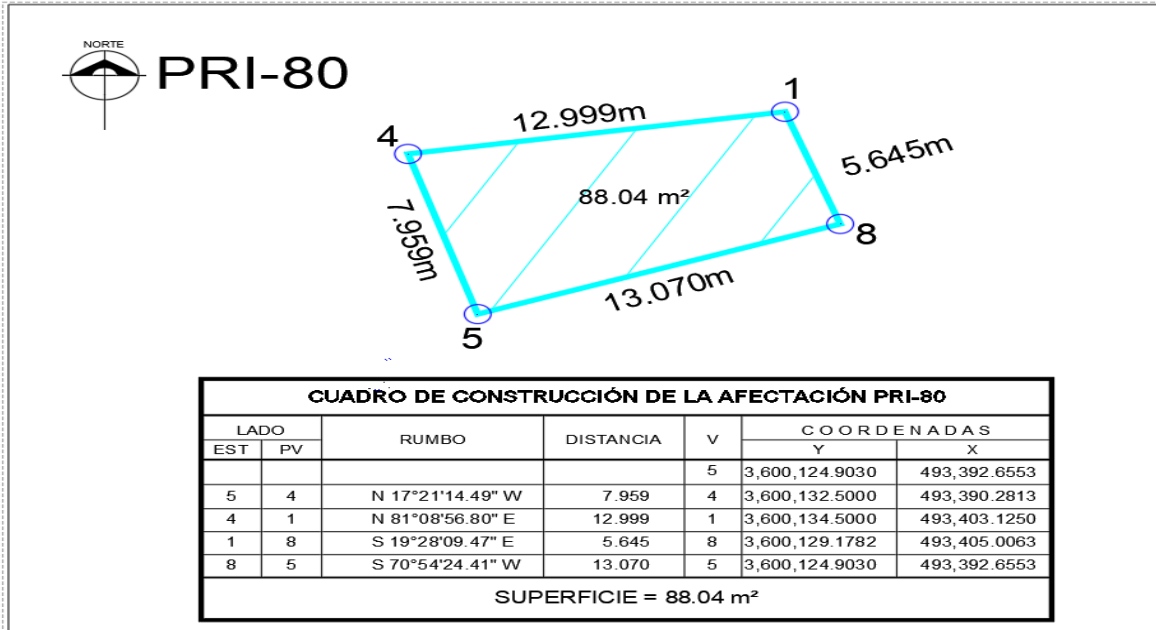 NORTE
PRI-80
1
12.999m
4
5.645m
88.04 m²
7.959m
8
13.070m
5
CUADRO DE CONSTRUCCIÓN DE LA AFECTACIÓN PRI-80
LADO RUMBO DISTANCIA V COORDENADAS
EST PV Y X
5 3,600,124.9030 493,392.6553
5 4 N 17°21'14.49" W 7.959 4 3,600,132.5000 493,390.2813
4 1 N 81°08'56.80" E 12.999 1 3,600,134.5000 493,403.1250
1 8 S 19°28'09.47" E 5.645 8 3,600,129.1782 493,405.0063
8 5 S 70°54'24.41" W 13.070 5 3,600,124.9030 493,392.6553
SUPERFICIE = 88.04 m²